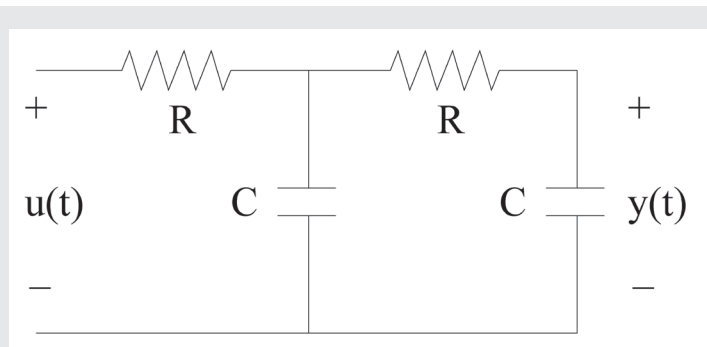 + R R +
u(t) C C y(t)
– –